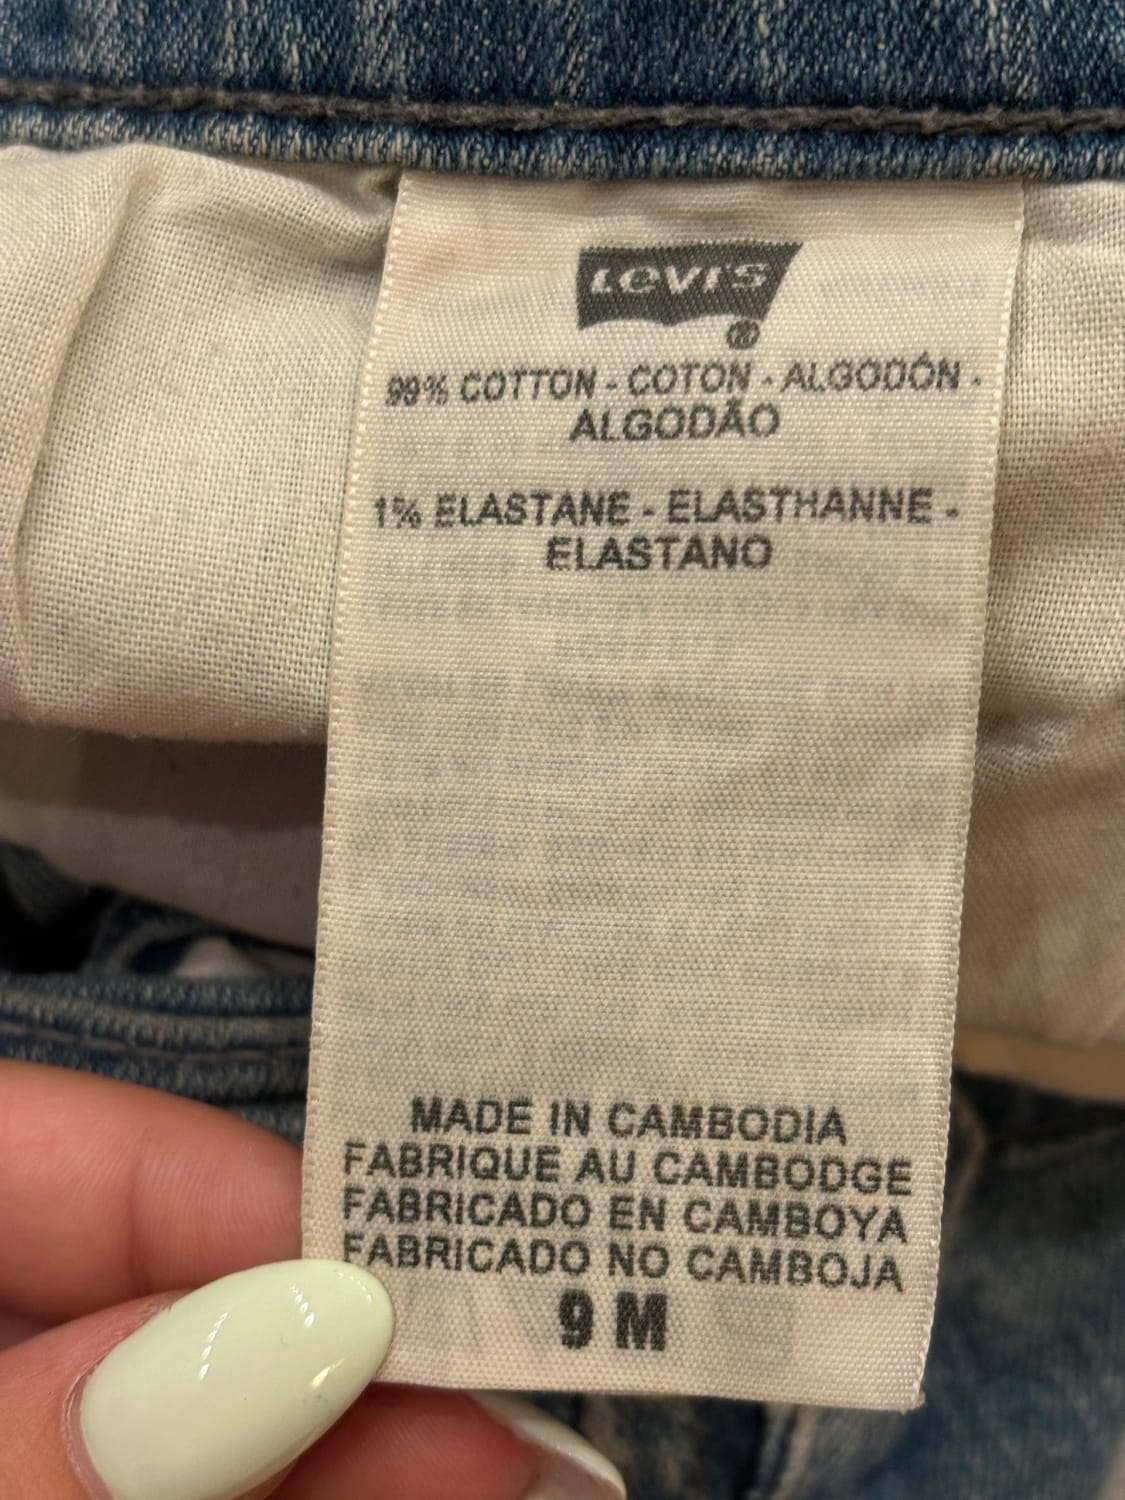 LEVI'S
®
99% COTTON - COTON - ALGODÓN -
ALGODÃO
1% ELASTANE - ELASTHANNE -
ELASTANO
MADE IN CAMBODIA
FABRIQUE AU CAMBODGE
FABRICADO EN CAMBOYA
FABRICADO NO CAMBOJA
9 M